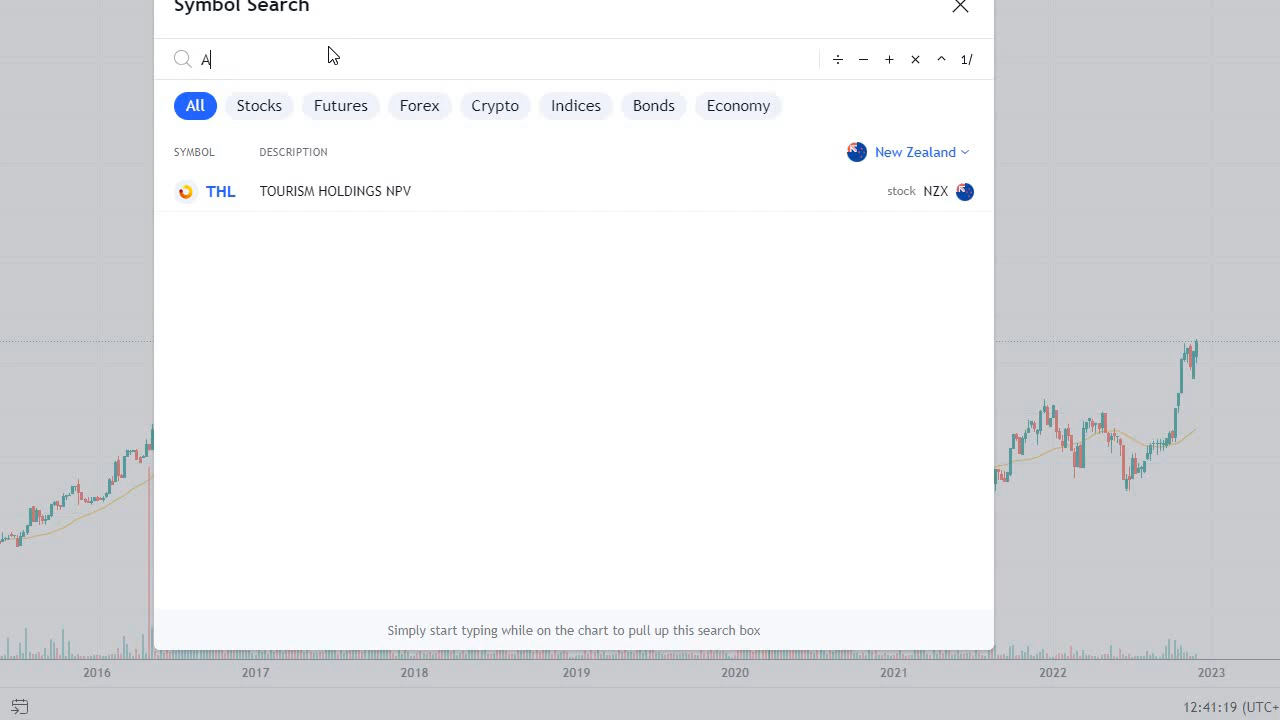 Symbol Search
A
÷ − + × ^ 1/
All Stocks Futures Forex Crypto Indices Bonds Economy
SYMBOL DESCRIPTION New Zealand
THL TOURISM HOLDINGS NPV stock NZX
Simply start typing while on the chart to pull up this search box
2016 2017 2018 2019 2020 2021 2022 2023
12:41:19 (UTC+